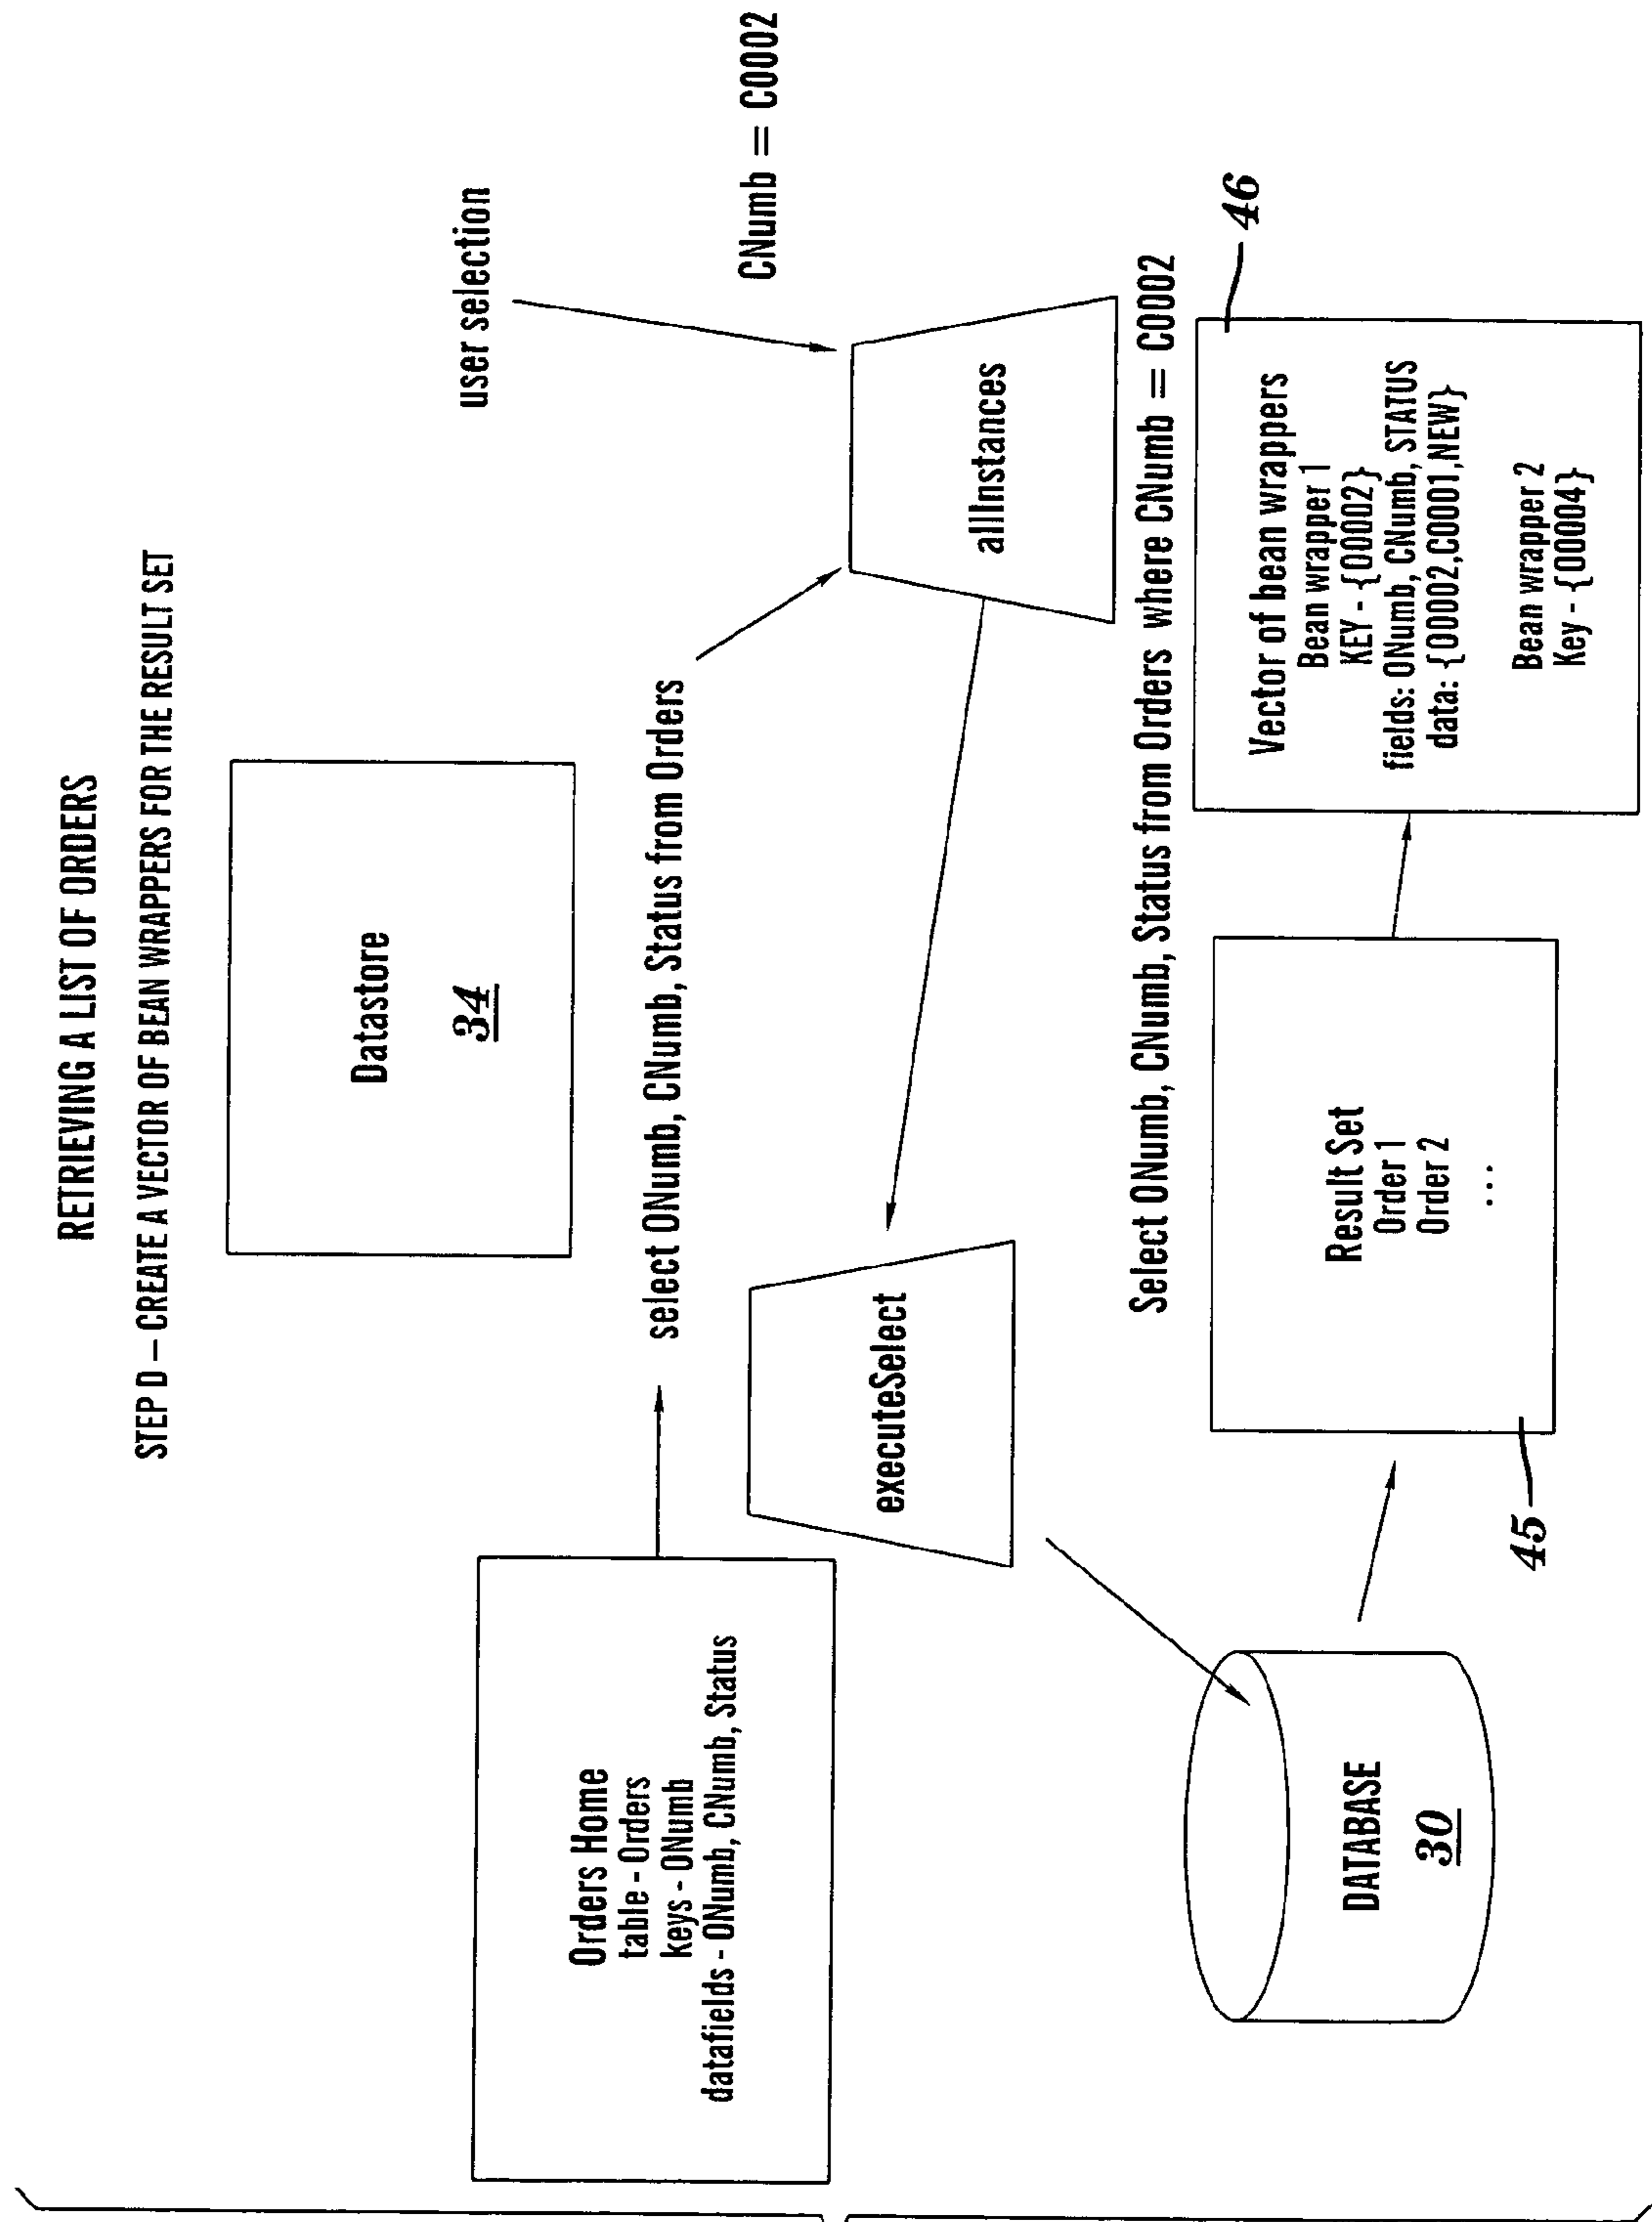 RETRIEVING A LIST OF ORDERS
STEP D – CREATE A VECTOR OF BEAN WRAPPERS FOR THE RESULT SET
Datastore
34
user selection
Orders Home
table - Orders
keys - ONumb
datafields - ONumb, CNumb, Status
select ONumb, CNumb, Status from Orders
CNumb = C0002
executeSelect
allInstances
Select ONumb, CNumb, Status from Orders where CNumb = C0002
DATABASE
30
Result Set
Order 1
Order 2
...
45
46
Vector of bean wrappers
Bean wrapper 1
KEY - {00002}
fields: ONumb, CNumb, STATUS
data: {00002,C0001,NEW}
Bean wrapper 2
Key - {00004}